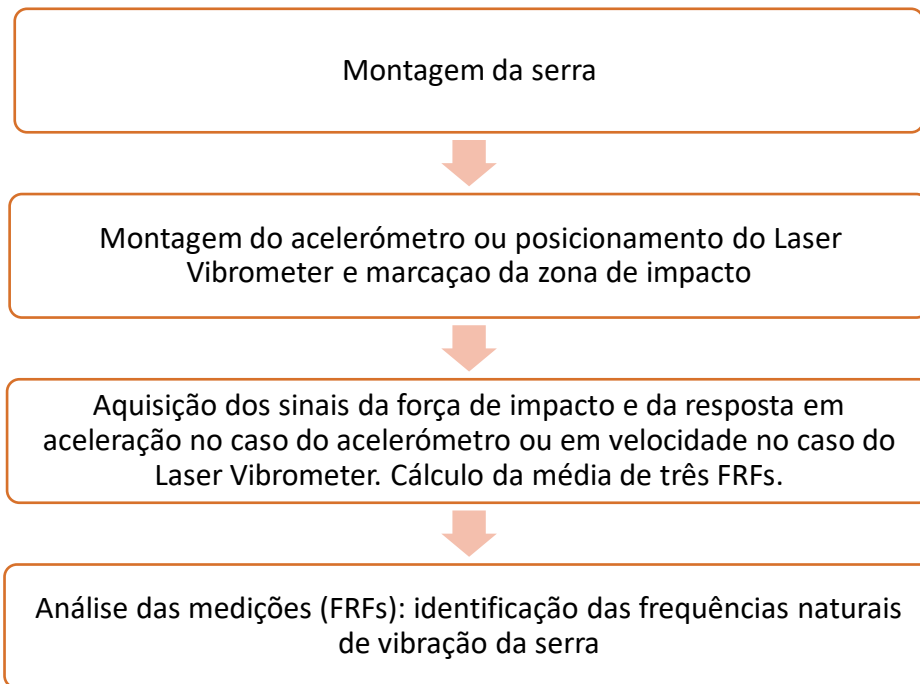 Montagem da serra
Montagem do acelerómetro ou posicionamento do Laser
Vibrometer e marcaçao da zona de impacto
Aquisição dos sinais da força de impacto e da resposta em
aceleração no caso do acelerómetro ou em velocidade no caso do
Laser Vibrometer. Cálculo da média de três FRFs.
Análise das medições (FRFs): identificação das frequências naturais
de vibração da serra